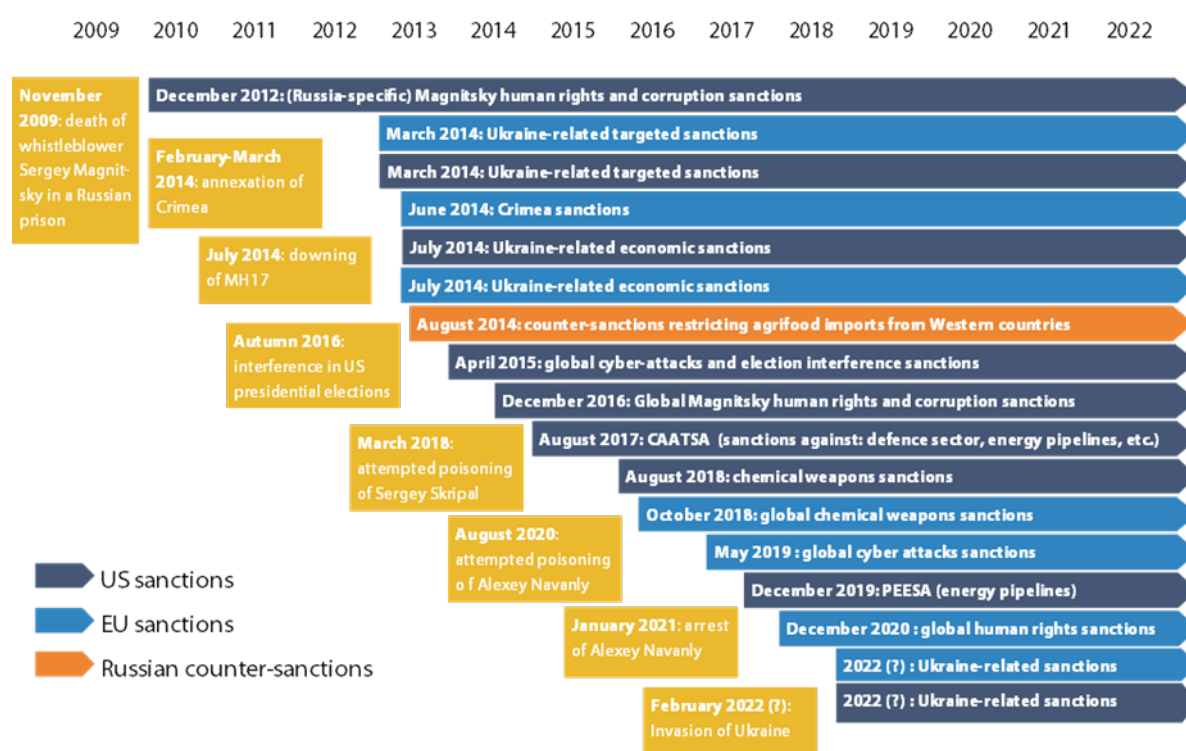 2009 2010 2011 2012 2013 2014 2015 2016 2017 2018 2019 2020 2021 2022
November
2009: death of
whistleblower
Sergey Magnit-
sky in a Russian
prison
December 2012: (Russia-specific) Magnitsky human rights and corruption sanctions
March 2014: Ukraine-related targeted sanctions
February-March
2014: annexation of
Crimea
March 2014: Ukraine-related targeted sanctions
June 2014: Crimea sanctions
July 2014: downing
of MH17
July 2014: Ukraine-related economic sanctions
July 2014: Ukraine-related economic sanctions
August 2014: counter-sanctions restricting agrifood imports from Western countries
Autumn 2016:
interference in US
presidential elections
April 2015: global cyber-attacks and election interference sanctions
December 2016: Global Magnitsky human rights and corruption sanctions
March 2018:
attempted poisoning
of Sergey Skripal
August 2017: CAATSA (sanctions against: defence sector, energy pipelines, etc.)
August 2018: chemical weapons sanctions
October 2018: global chemical weapons sanctions
August 2020:
attempted poisoning
o f Alexey Navanly
May 2019 : global cyber attacks sanctions
December 2019: PEESA (energy pipelines)
January 2021: arrest
of Alexey Navanly
December 2020 : global human rights sanctions
2022 (?) : Ukraine-related sanctions
2022 (?) : Ukraine-related sanctions
February 2022 (?):
Invasion of Ukraine
US sanctions
EU sanctions
Russian counter-sanctions